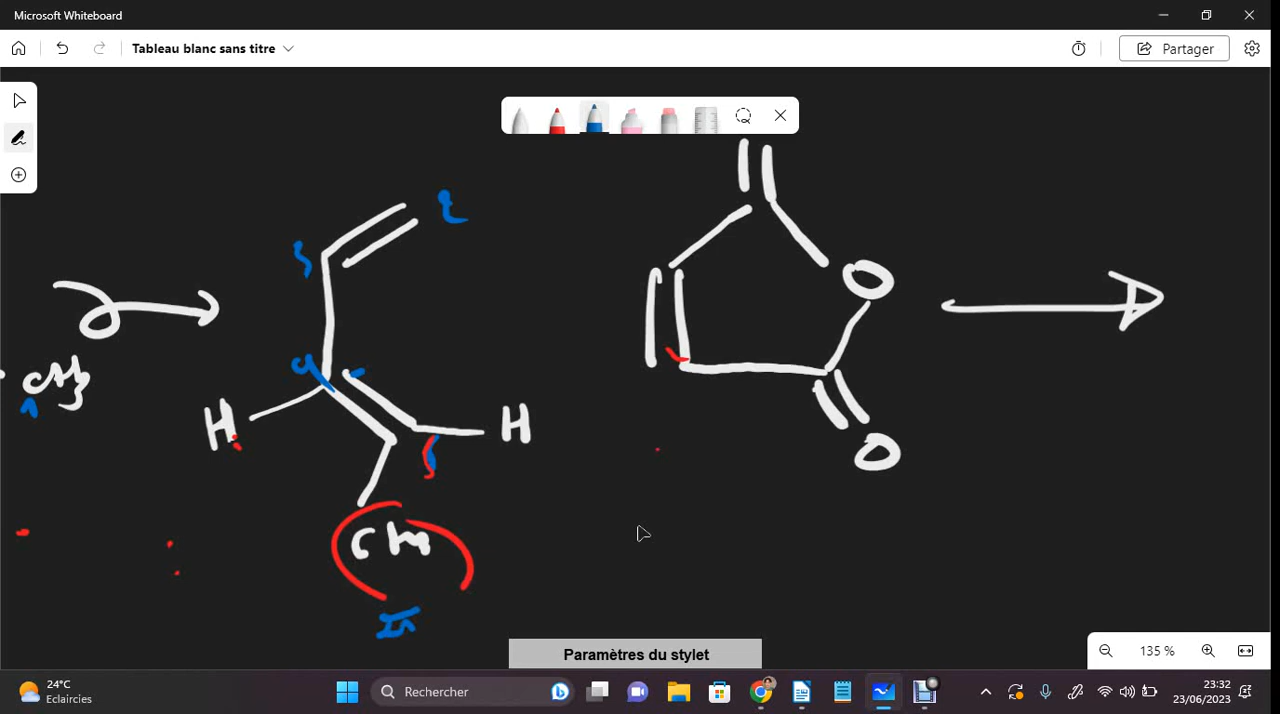 Microsoft Whiteboard
Tableau blanc sans titre
Partager
O
H
H
O
135 %
Paramètres du stylet
24°C
Eclaircies
Rechercher
23:32
23/06/2023